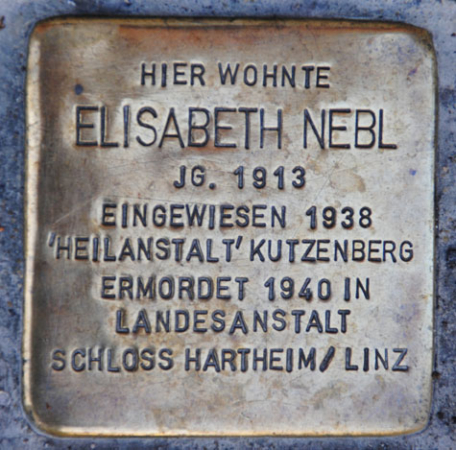 HIER WOHNTE
ELISABETH NEBL
JG. 1913
EINGEWIESEN 1938
'HEILANSTALT' KUTZENBERG
ERMORDET 1940 IN
LANDESANSTALT
SCHLOSS HARTHEIM/ LINZ